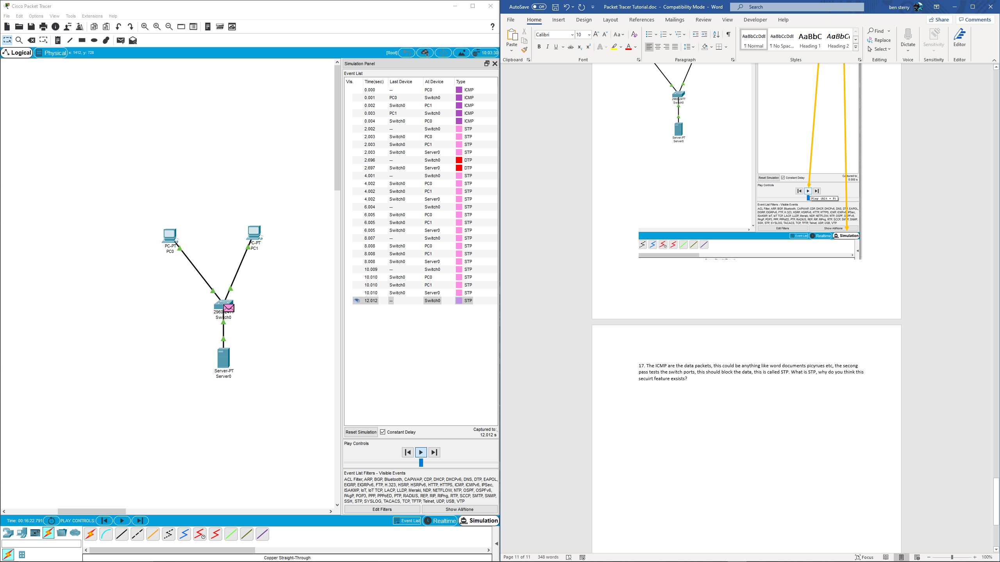 Cisco Packet Tracer
File Edit Options View Tools Extensions Help
Logical Physical x: 1412, y: 728 [Root] 10:03:30
Simulation Panel
Event List
Vis. Time(sec) Last Device At Device Type
0.000 -- PC0 ICMP
0.001 PC0 Switch0 ICMP
0.002 Switch0 PC1 ICMP
0.003 PC1 Switch0 ICMP
0.004 Switch0 PC0 ICMP
2.002 -- Switch0 STP
2.003 Switch0 PC0 STP
2.003 Switch0 PC1 STP
2.003 Switch0 Server0 STP
2.696 -- Switch0 DTP
2.697 Switch0 Server0 DTP
4.001 -- Switch0 STP
4.002 Switch0 PC0 STP
4.002 Switch0 PC1 STP
4.002 Switch0 Server0 STP
6.004 -- Switch0 STP
6.005 Switch0 PC0 STP
6.005 Switch0 PC1 STP
6.005 Switch0 Server0 STP
8.007 -- Switch0 STP
8.008 Switch0 PC0 STP
8.008 Switch0 PC1 STP
8.008 Switch0 Server0 STP
10.009 -- Switch0 STP
10.010 Switch0 PC0 STP
10.010 Switch0 PC1 STP
10.010 Switch0 Server0 STP
12.012 -- Switch0 STP
PC-PT
PC0
PC-PT
PC1
Switch0
Server-PT
Server0
Reset Simulation Constant Delay Captured to:
12.012 s
Play Controls
Event List Filters - Visible Events
ACL Filter, ARP, BGP, Bluetooth, CAPWAP, CDP, DHCP, DHCPv6, DNS, DTP, EAPOL,
EIGRP, EIGRPv6, FTP, H.323, HSRP, HSRPv6, HTTP, HTTPS, ICMP, ICMPv6, IPSec,
ISAKMP, IoT, IoT TCP, LACP, LLDP, Meraki, NDP, NETFLOW, NTP, OSPF, OSPFv6,
PAgP, POP3, PPP, PPPoED, PTP, RADIUS, REP, RIP, RIPng, RTP, SCCP, SMTP, SNMP,
SSH, STP, SYSLOG, TACACS, TCP, TFTP, Telnet, UDP, USB, VTP
Edit Filters Show All/None
Time: 00:16:22.791 PLAY CONTROLS: Event List Realtime Simulation
Copper Straight-Through
AutoSave Off Packet Tracer Tutorial.doc - Compatibility Mode - Word Search ben sterry
File Home Insert Design Layout References Mailings Review View Developer Help Share Comments
Paste Calibri 10 AaBbCcDdE AaBbCcDdE AaBbC AaBbC Find Replace Select Dictate Sensitivity Editor
¶ Normal ¶ No Spac... Heading 1 Heading 2
Clipboard Font Paragraph Styles Editing Voice Sensitivity Editor
2960-24TT
Switch0
Server-PT
Server0
Reset Simulation Constant Delay Captured to:
0.000 s
Play Controls
Play (Alt + P)
Event List Filters - Visible Events
ACL Filter, ARP, BGP, Bluetooth, CAPWAP, CDP, DHCP, DHCPv6, DNS, DTP, EAPOL,
EIGRP, EIGRPv6, FTP, H.323, HSRP, HSRPv6, HTTP, HTTPS, ICMP, ICMPv6, IPSec,
ISAKMP, IoT, IoT TCP, LACP, LLDP, Meraki, NDP, NETFLOW, NTP, OSPF, OSPFv6,
PAgP, POP3, PPP, PPPoED, PTP, RADIUS, REP, RIP, RIPng, RTP, SCCP, SMTP, SNMP,
SSH, STP, SYSLOG, TACACS, TCP, TFTP, Telnet, UDP, USB, VTP
Edit Filters Show All/None
Event List Realtime Simulation
17. The ICMP are the data packets, this could be anything like word documents picyrues etc, the secong
pass tests the switch ports, this should block the data, this is called STP. What is STP, why do you think this
secuirt feature exsists?
Page 11 of 11 348 words Focus 100%